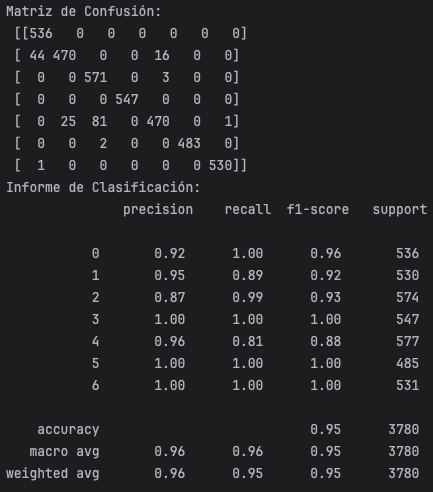 Matriz de Confusión:
[[536 0 0 0 0 0 0]
[ 44 470 0 0 16 0 0]
[ 0 0 571 0 3 0 0]
[ 0 0 0 547 0 0 0]
[ 0 25 81 0 470 0 1]
[ 0 0 2 0 0 483 0]
[ 1 0 0 0 0 0 530]]
Informe de Clasificación:
precision recall f1-score support
0 0.92 1.00 0.96 536
1 0.95 0.89 0.92 530
2 0.87 0.99 0.93 574
3 1.00 1.00 1.00 547
4 0.96 0.81 0.88 577
5 1.00 1.00 1.00 485
6 1.00 1.00 1.00 531
accuracy 0.95 3780
macro avg 0.96 0.96 0.95 3780
weighted avg 0.96 0.95 0.95 3780